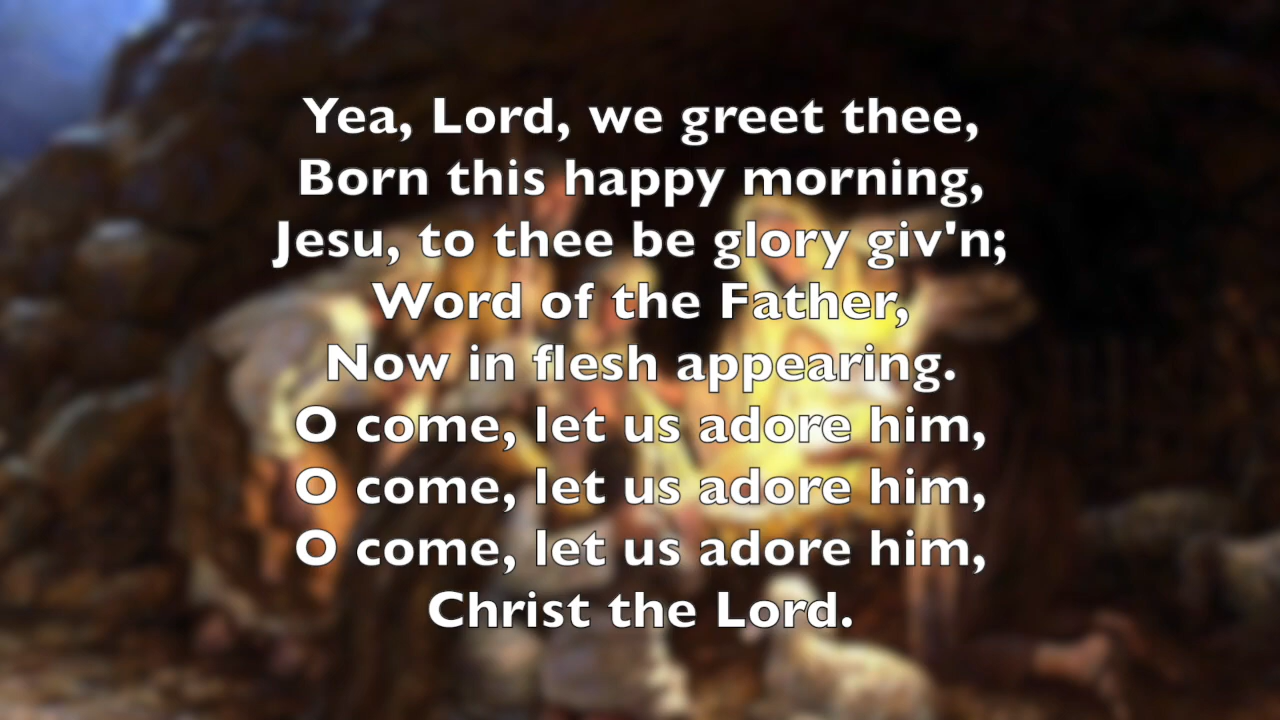 Yea, Lord, we greet thee,
Born this happy morning,
Jesu, to thee be glory giv'n;
Word of the Father,
Now in flesh appearing.
O come, let us adore him,
O come, let us adore him,
O come, let us adore him,
Christ the Lord.